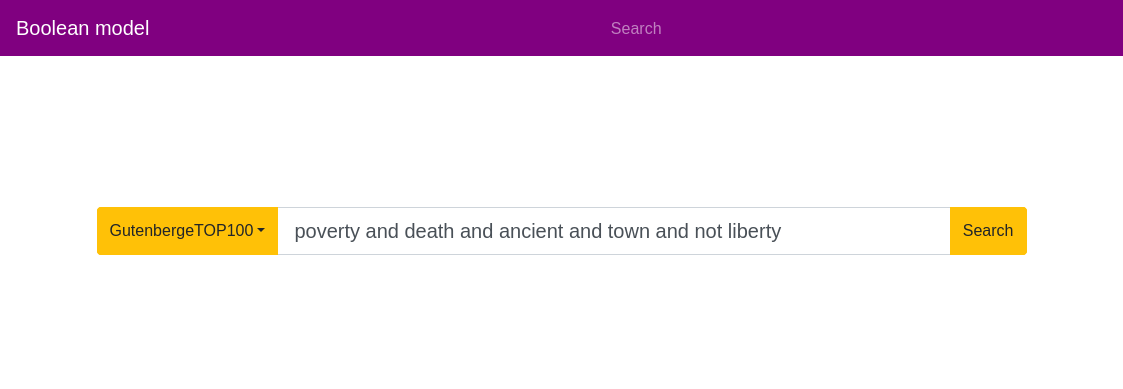 Boolean model
Search
GutenbergeTOP100 poverty and death and ancient and town and not liberty Search